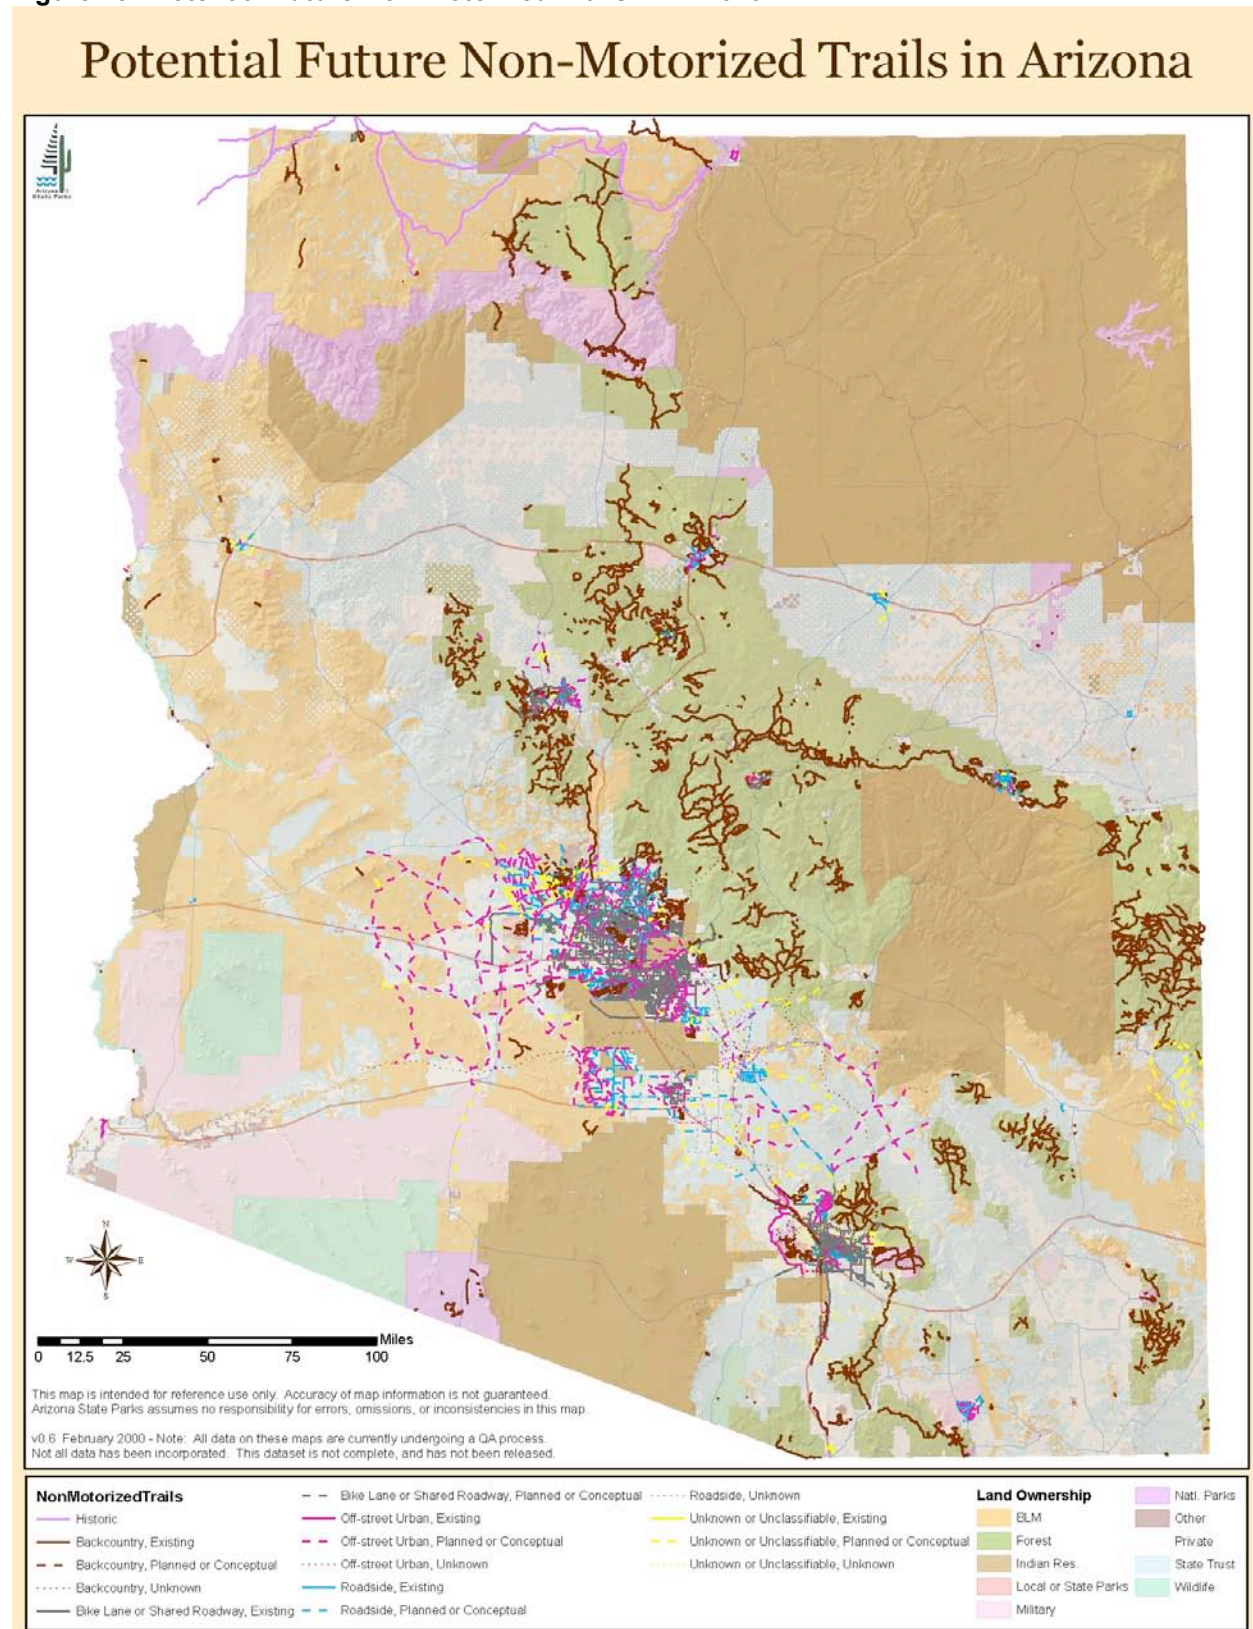 Potential Future Non-Motorized Trails in Arizona
Arizona
State Parks
N
W
E
S
Miles
0 12.5 25 50 75 100
This map is intended for reference use only. Accuracy of map information is not guaranteed.
Arizona State Parks assumes no responsibility for errors, omissions, or inconsistencies in this map.
v0.6 February 2000 - Note: All data on these maps are currently undergoing a QA process.
Not all data has been incorporated. This dataset is not complete, and has not been released.
NonMotorizedTrails
Historic
Backcountry, Existing
Backcountry, Planned or Conceptual
Backcountry, Unknown
Bike Lane or Shared Roadway, Existing
Bike Lane or Shared Roadway, Planned or Conceptual
Off-street Urban, Existing
Off-street Urban, Planned or Conceptual
Off-street Urban, Unknown
Roadside, Existing
Roadside, Planned or Conceptual
Roadside, Unknown
Unknown or Unclassifiable, Existing
Unknown or Unclassifiable, Planned or Conceptual
Unknown or Unclassifiable, Unknown
Land Ownership
BLM
Forest
Indian Res.
Local or State Parks
Military
Natl. Parks
Other
Private
State Trust
Wildlife